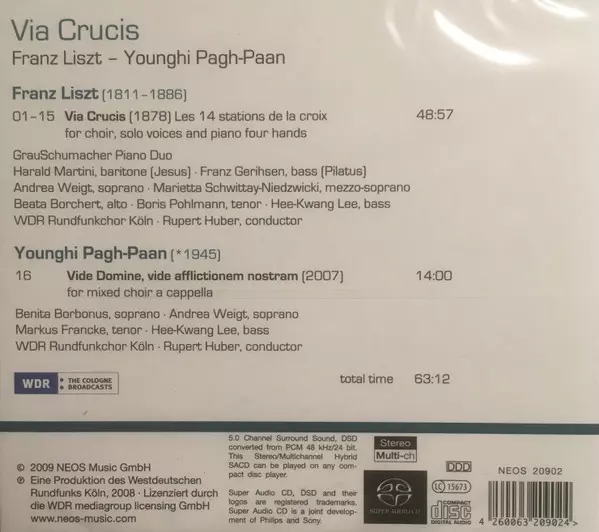 Via Crucis
Franz Liszt – Younghi Pagh-Paan
Franz Liszt (1811–1886)
01–15 Via Crucis (1878) Les 14 stations de la croix 48:57
for choir, solo voices and piano four hands
GrauSchumacher Piano Duo
Harald Martini, baritone (Jesus) · Franz Gerihsen, bass (Pilatus)
Andrea Weigt, soprano · Marietta Schwittay-Niedzwicki, mezzo-soprano
Beata Borchert, alto · Boris Pohlmann, tenor · Hee-Kwang Lee, bass
WDR Rundfunkchor Köln · Rupert Huber, conductor
Younghi Pagh-Paan (*1945)
16 Vide Domine, vide afflictionem nostram (2007) 14:00
for mixed choir a cappella
Benita Borbonus, soprano · Andrea Weigt, soprano
Markus Francke, tenor · Hee-Kwang Lee, bass
WDR Rundfunkchor Köln · Rupert Huber, conductor
WDR THE COLOGNE BROADCASTS
total time 63:12
© 2009 NEOS Music GmbH
℗ Eine Produktion des Westdeutschen
Rundfunks Köln, 2008 · Lizenziert durch
die WDR mediagroup licensing GmbH
www.neos-music.com
5.0 Channel Surround Sound, DSD
converted from PCM 48 kHz/24 bit.
This Stereo/Multichannel Hybrid
SACD can be played on any com-
pact disc player.
Super Audio CD, DSD and their
logos are registered trademarks.
Super Audio CD is a joint develop-
ment of Philips and Sony.
Stereo
Multi-ch
SUPER AUDIO CD
DDD
LC 15673
COMPACT
disc
DIGITAL AUDIO
NEOS 20902
4 260063 209024